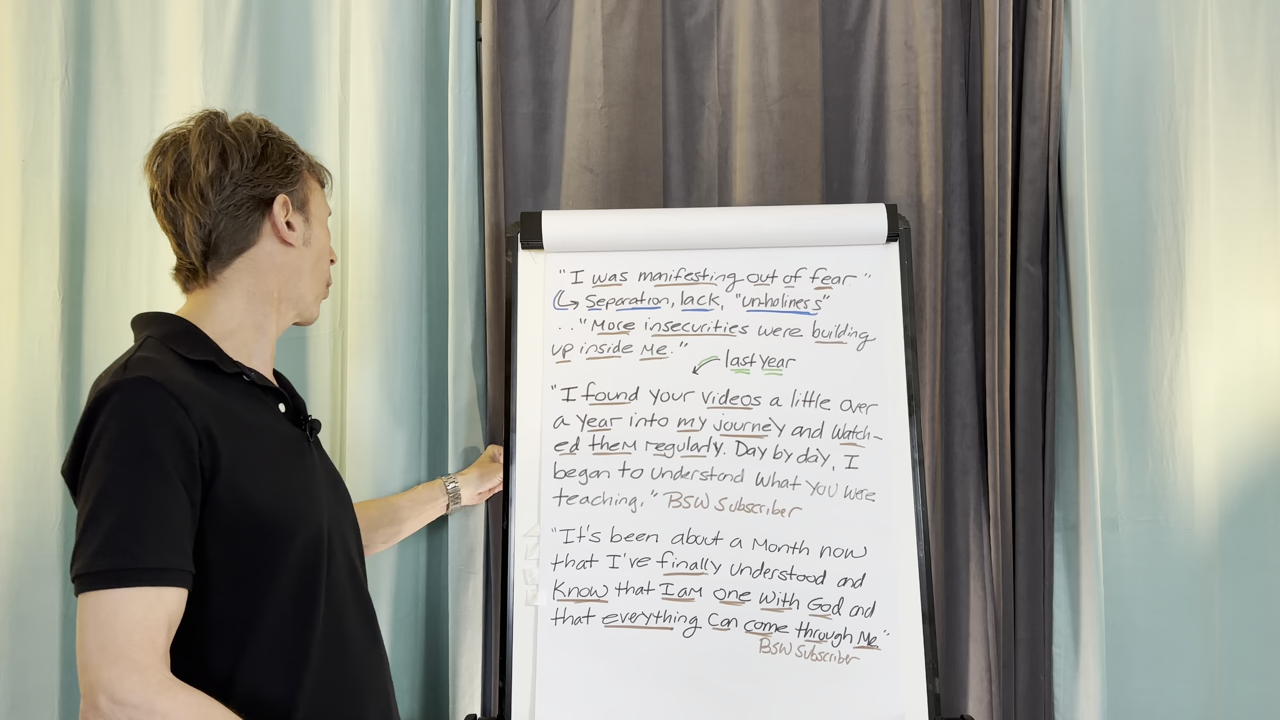 "I was manifesting out of fear"
↳ Separation, lack, "un-holiness"
.."More insecurities were building
up inside Me."
last year
"I found your videos a little over
a year into my journey and watch-
ed them regularly. Day by day, I
began to understand what you were
teaching." BSW Subscriber
"It's been about a Month now
that I've finally understood and
Know that I am one with God and
that everything can come through Me."
BSW Subscriber